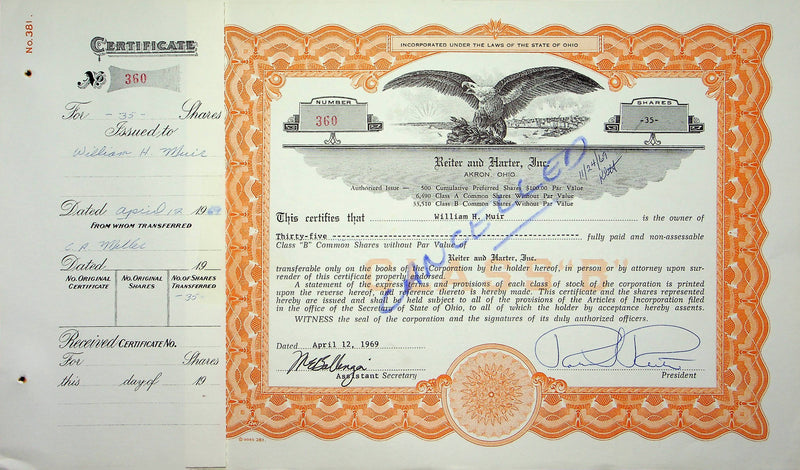 No. 381.
CERTIFICATE
No 360
For - 35 - Shares
Issued to
William H. Muir
Dated April 12 1969
FROM WHOM TRANSFERRED
Dated 19
NO. ORIGINAL CERTIFICATE
NO. ORIGINAL SHARES
NO. OF SHARES TRANSFERRED
- 35 -
Received CERTIFICATE NO.
For Shares
this day of 19
INCORPORATED UNDER THE LAWS OF THE STATE OF OHIO
NUMBER
360
SHARES
-35-
Reiter and Harter, Inc.
AKRON, OHIO
Authorized Issue — 500 Cumulative Preferred Shares $100.00 Par Value
6,490 Class A Common Shares Without Par Value
53,510 Class B Common Shares Without Par Value
CANCELLED
11/24/69
This certifies that William H. Muir is the owner of
Thirty-five fully paid and non-assessable
Class "B" Common Shares without Par Value of
Reiter and Harter, Inc.
CLASS "B"
transferable only on the books of the Corporation by the holder hereof, in person or by attorney upon sur-
render of this certificate properly endorsed.
A statement of the express terms and provisions of each class of stock of the corporation is printed
upon the reverse hereof, and reference thereto is hereby made. This certificate and the shares represented
hereby are issued and shall be held subject to all of the provisions of the Articles of Incorporation filed
in the office of the Secretary of State of Ohio, to all of which the holder by acceptance hereby assents.
WITNESS the seal of the corporation and the signatures of its duly authorized officers.
Dated April 12, 1969
Assistant Secretary
President